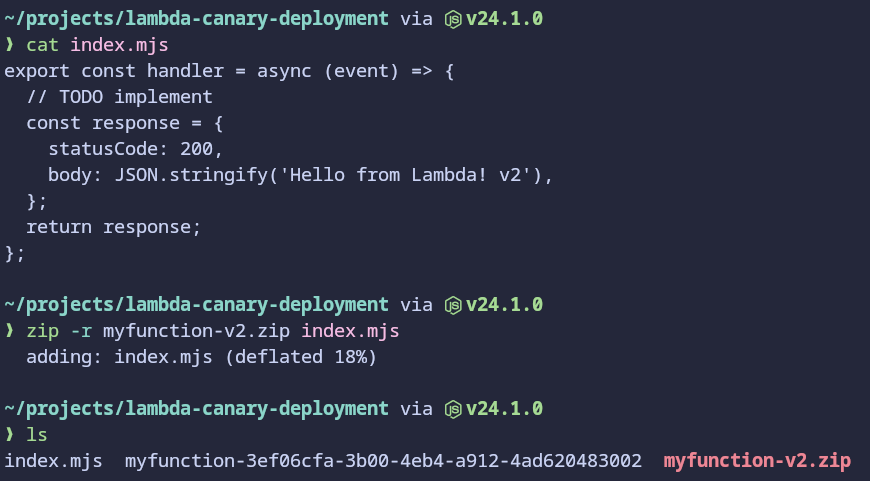 ~/projects/lambda-canary-deployment via JS v24.1.0
❯ cat index.mjs
export const handler = async (event) => {
  // TODO implement
  const response = {
    statusCode: 200,
    body: JSON.stringify('Hello from Lambda! v2'),
  };
  return response;
};
~/projects/lambda-canary-deployment via JS v24.1.0
❯ zip -r myfunction-v2.zip index.mjs
  adding: index.mjs (deflated 18%)
~/projects/lambda-canary-deployment via JS v24.1.0
❯ ls
index.mjs  myfunction-3ef06cfa-3b00-4eb4-a912-4ad620483002  myfunction-v2.zip